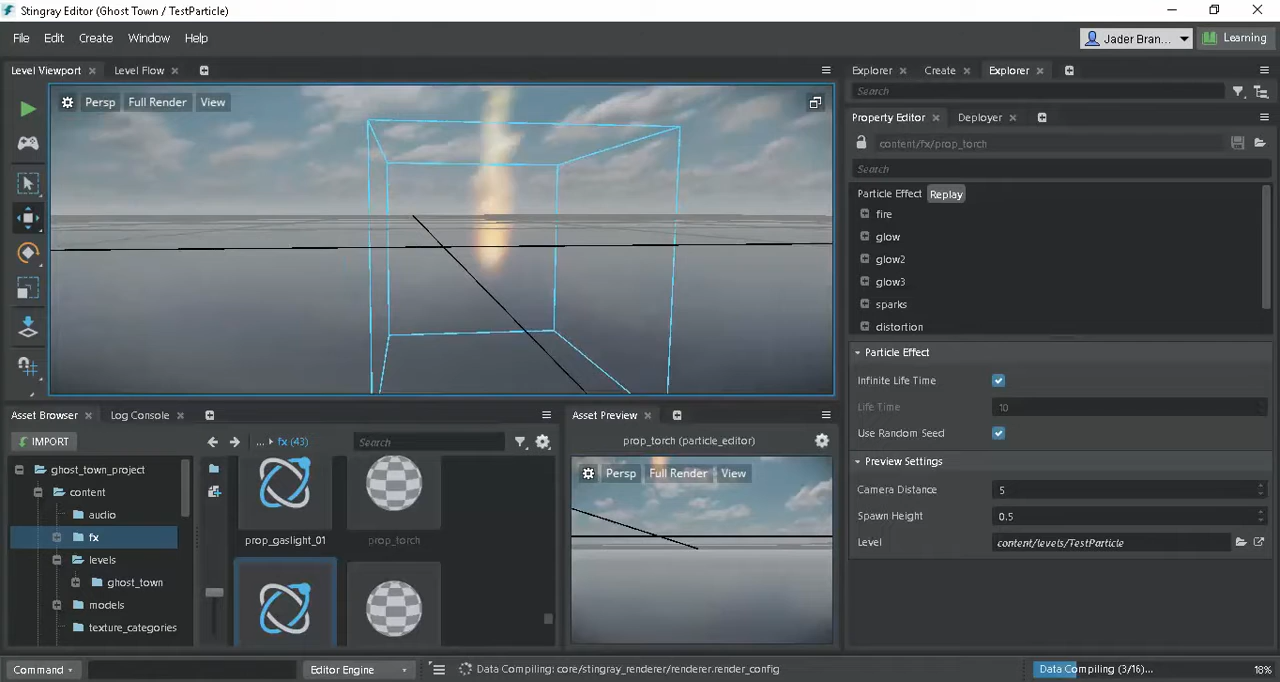 Stingray Editor (Ghost Town / TestParticle)
File Edit Create Window Help
Jader Bran... Learning
Level Viewport Level Flow
Explorer Create Explorer
Search
Persp Full Render View
Property Editor Deployer
content/fx/prop_torch
Search
Particle Effect Replay
fire
glow
glow2
glow3
sparks
distortion
Particle Effect
Infinite Life Time
Life Time 10
Use Random Seed
Preview Settings
Camera Distance 5
Spawn Height 0.5
Level content/levels/TestParticle
Asset Browser Log Console
IMPORT ... fx (43) Search
ghost_town_project
content
audio
fx
levels
ghost_town
models
texture_categories
prop_gaslight_01 prop_torch
Asset Preview
prop_torch (particle_editor)
Persp Full Render View
Command Editor Engine Data Compiling: core/stingray_renderer/renderer.render_config Data Compiling (3/16)... 18%